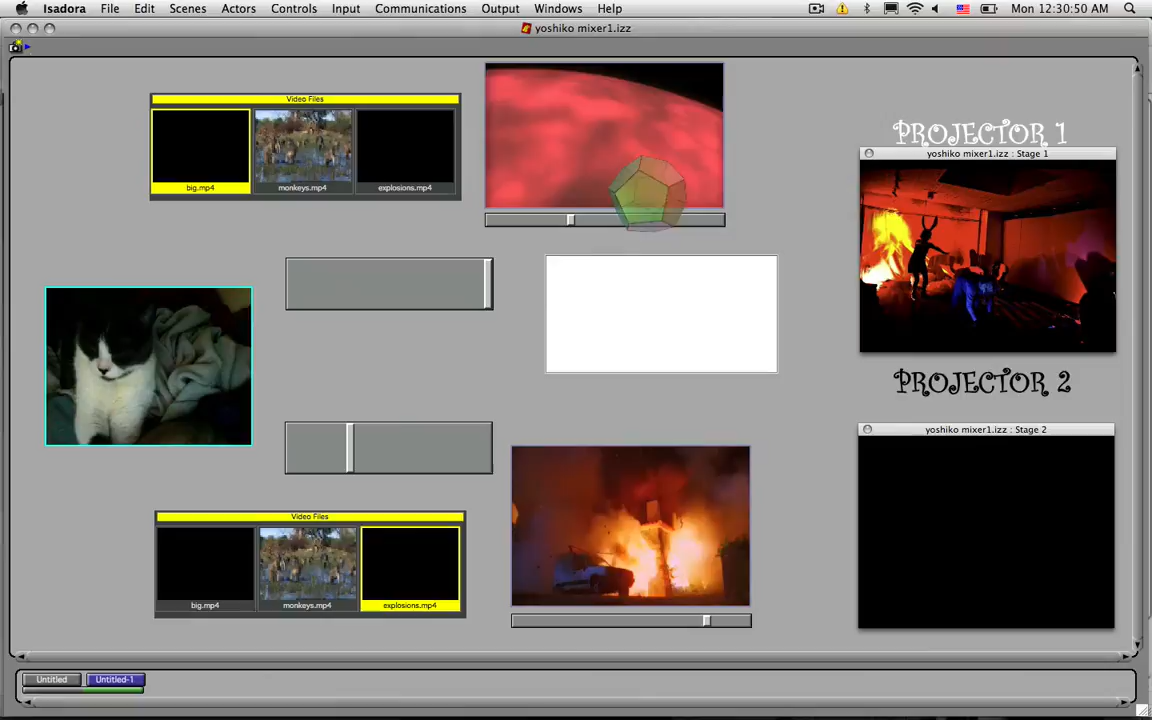 Isadora File Edit Scenes Actors Controls Input Communications Output Windows Help Mon 12:30:50 AM
yoshiko mixer1.izz
Video Files
big.mp4 monkeys.mp4 explosions.mp4
PROJECTOR 1
yoshiko mixer1.izz : Stage 1
PROJECTOR 2
yoshiko mixer1.izz : Stage 2
Video Files
big.mp4 monkeys.mp4 explosions.mp4
Untitled Untitled-1